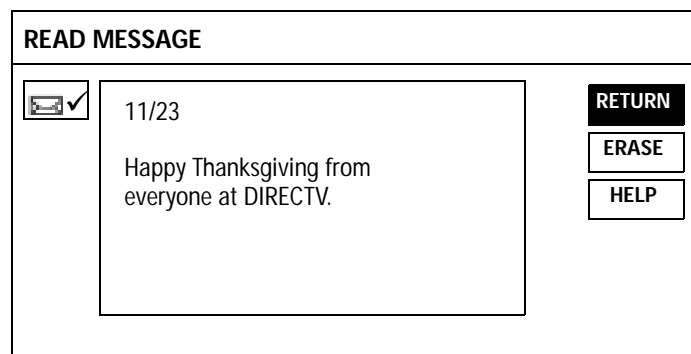 READ MESSAGE
11/23
Happy Thanksgiving from
everyone at DIRECTV.
RETURN
ERASE
HELP